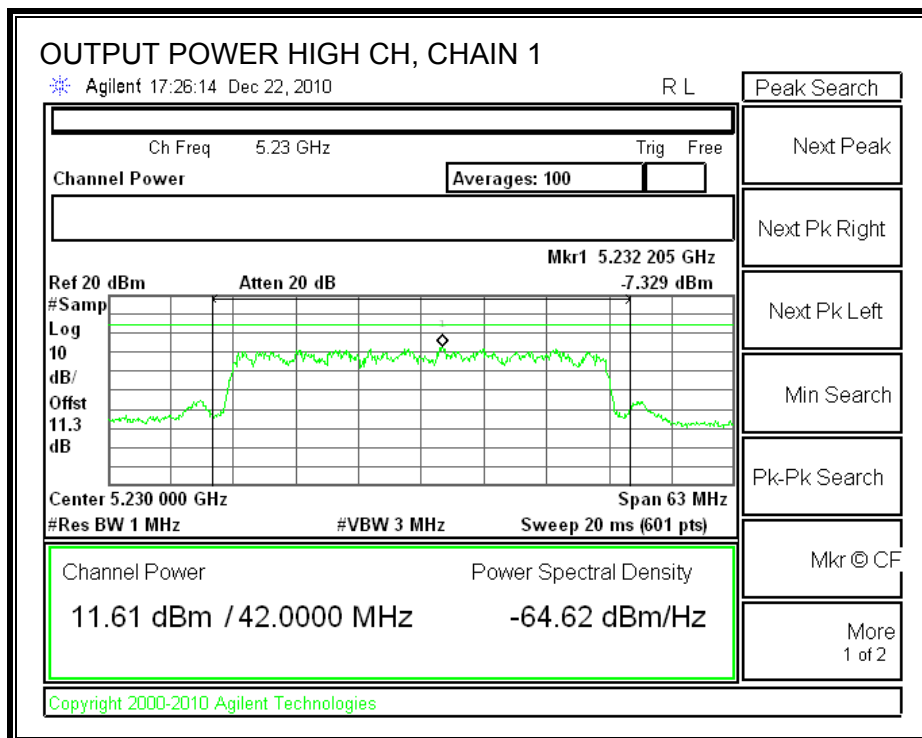 OUTPUT POWER HIGH CH, CHAIN 1
Agilent 17:26:14 Dec 22, 2010 R L
Peak Search
Ch Freq 5.23 GHz Trig Free
Next Peak
Channel Power Averages: 100
Next Pk Right
Mkr1 5.232 205 GHz
Ref 20 dBm Atten 20 dB -7.329 dBm
#Samp
Log
10
dB/
Offst
11.3
dB
1
Next Pk Left
Min Search
Pk-Pk Search
Center 5.230 000 GHz Span 63 MHz
#Res BW 1 MHz #VBW 3 MHz Sweep 20 ms (601 pts)
Channel Power Power Spectral Density
11.61 dBm / 42.0000 MHz -64.62 dBm/Hz
Mkr © CF
More
1 of 2
Copyright 2000-2010 Agilent Technologies